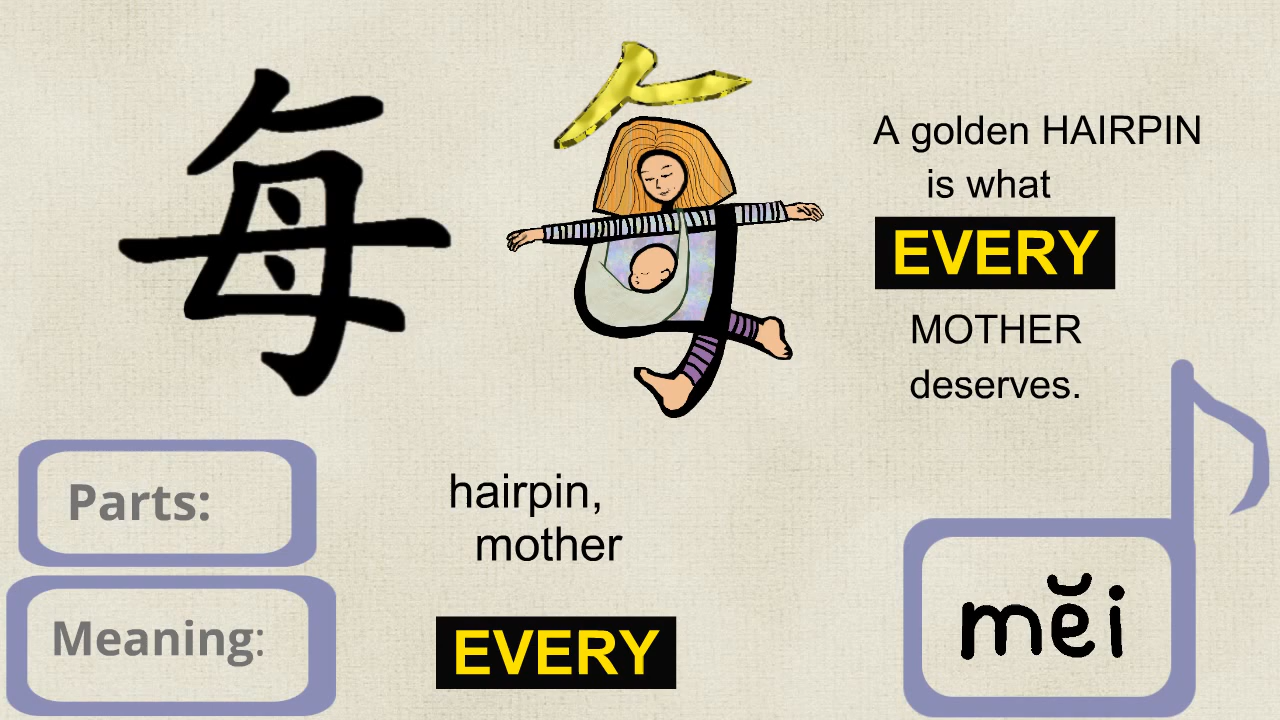 每
A golden HAIRPIN
is what
EVERY
MOTHER
deserves.
Parts:
hairpin,
mother
Meaning:
EVERY
mĕi